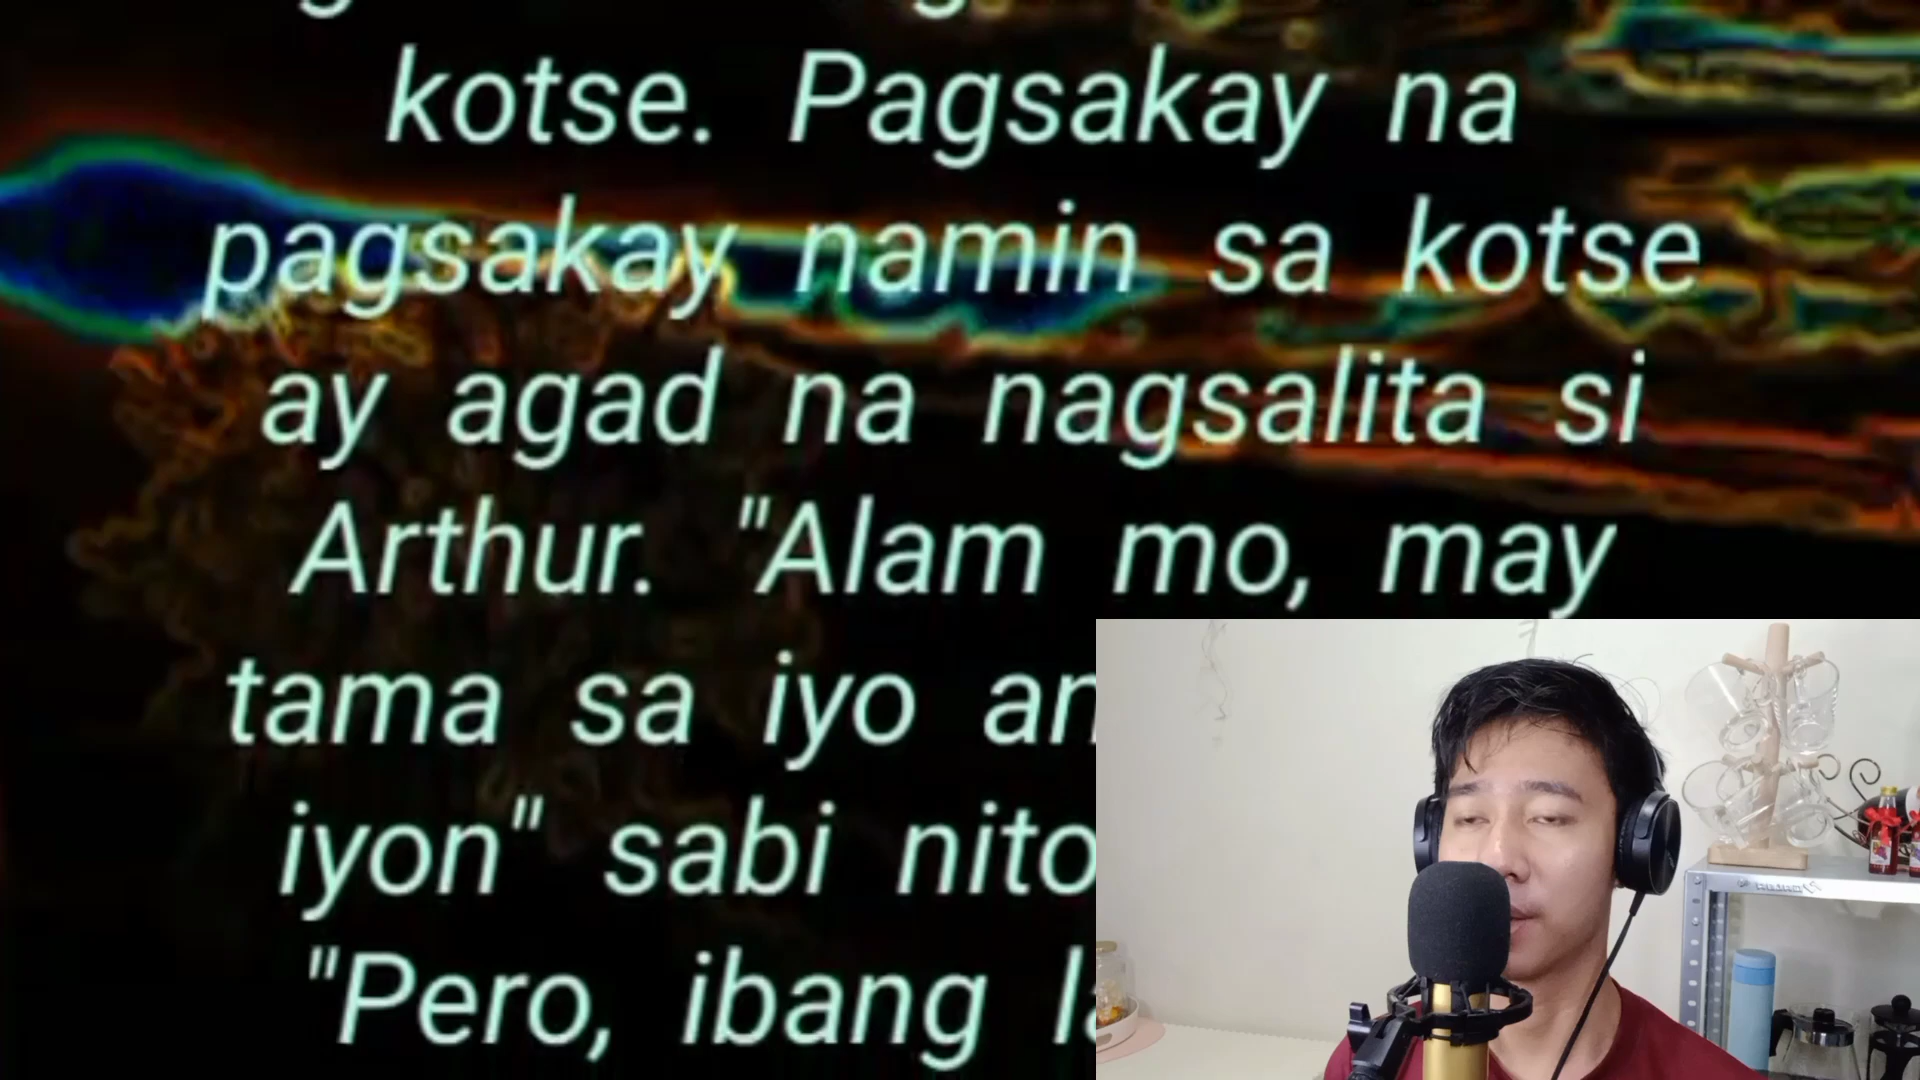 kotse. Pagsakay na
pagsakay namin sa kotse
ay agad na nagsalita si
Arthur. "Alam mo, may
tama sa iyo
iyon" sabi nito
"Pero, ibang